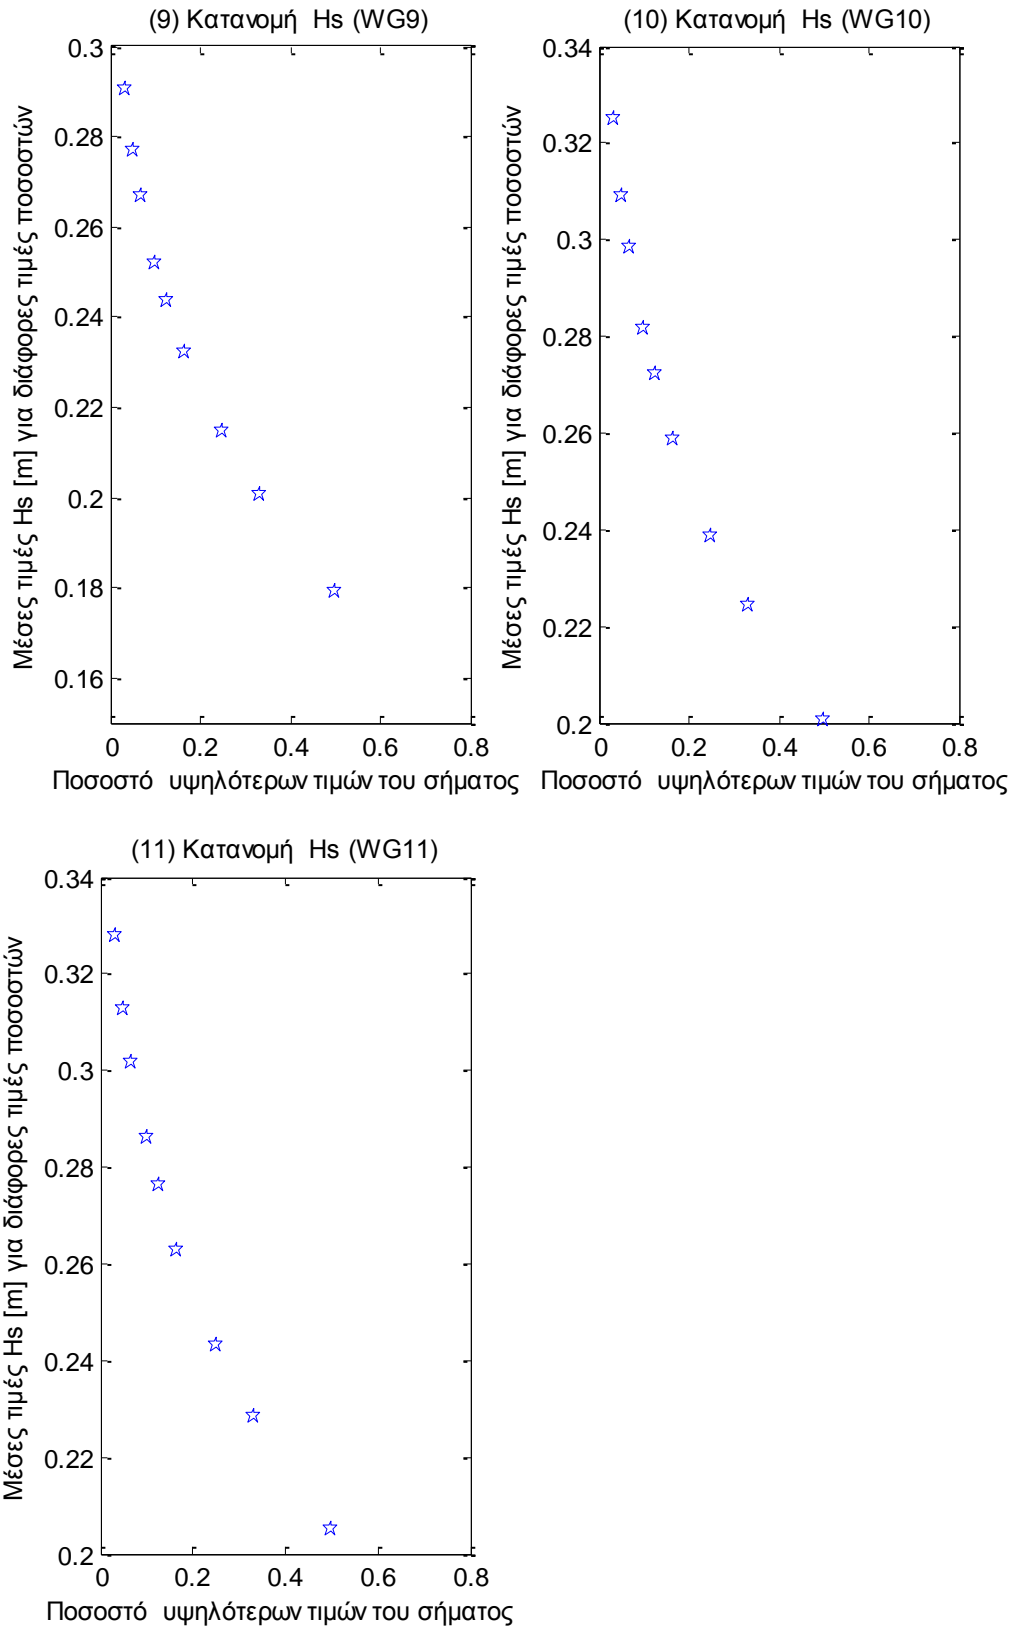 (9) Κατανομή Hs (WG9)
Μέσες τιμές Hs [m] για διάφορες τιμές ποσοστών
0.3
0.28
0.26
0.24
0.22
0.2
0.18
0.16
0 0.2 0.4 0.6 0.8
Ποσοστό υψηλότερων τιμών του σήματος
(10) Κατανομή Hs (WG10)
Μέσες τιμές Hs [m] για διάφορες τιμές ποσοστών
0.34
0.32
0.3
0.28
0.26
0.24
0.22
0.2
0 0.2 0.4 0.6 0.8
Ποσοστό υψηλότερων τιμών του σήματος
(11) Κατανομή Hs (WG11)
Μέσες τιμές Hs [m] για διάφορες τιμές ποσοστών
0.34
0.32
0.3
0.28
0.26
0.24
0.22
0.2
0 0.2 0.4 0.6 0.8
Ποσοστό υψηλότερων τιμών του σήματος